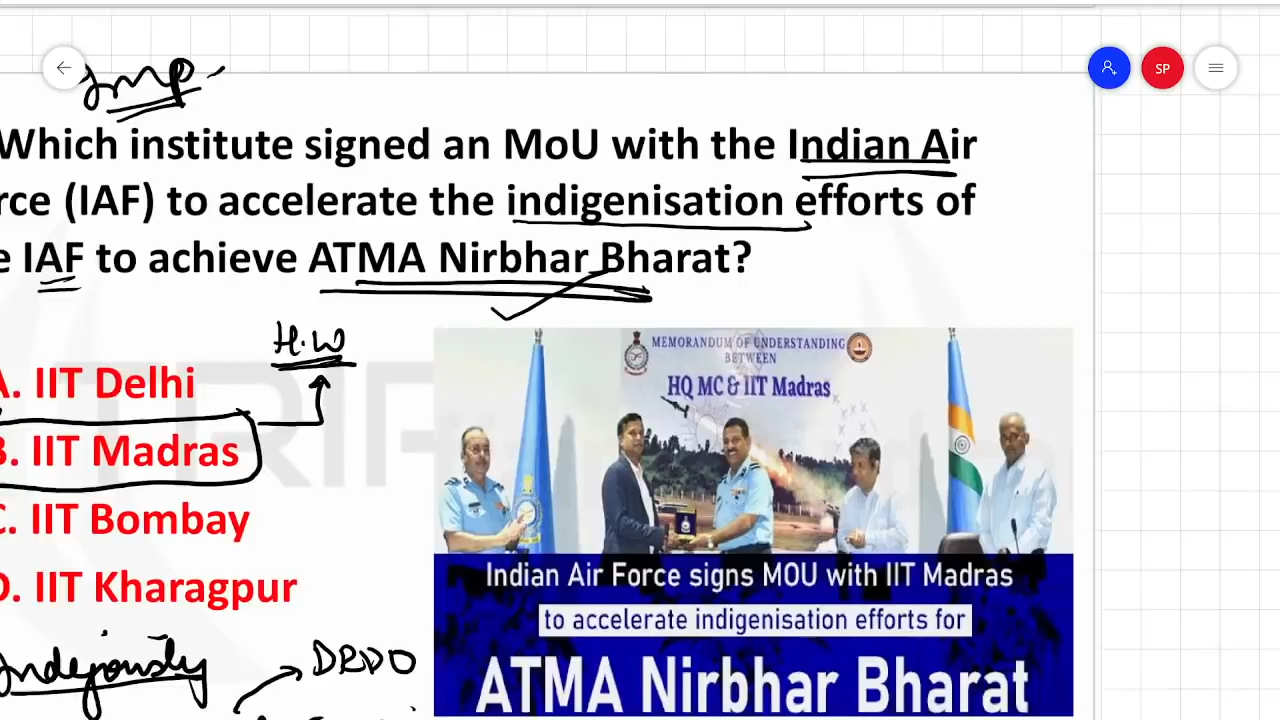 Imp.
SP
Which institute signed an MoU with the Indian Air
rce (IAF) to accelerate the indigenisation efforts of
e IAF to achieve ATMA Nirbhar Bharat?
H.W
A. IIT Delhi
B. IIT Madras
C. IIT Bombay
D. IIT Kharagpur
MEMORANDUM OF UNDERSTANDING
BETWEEN
HQ MC & IIT Madras
Indian Air Force signs MOU with IIT Madras
to accelerate indigenisation efforts for
ATMA Nirbhar Bharat
DRDO